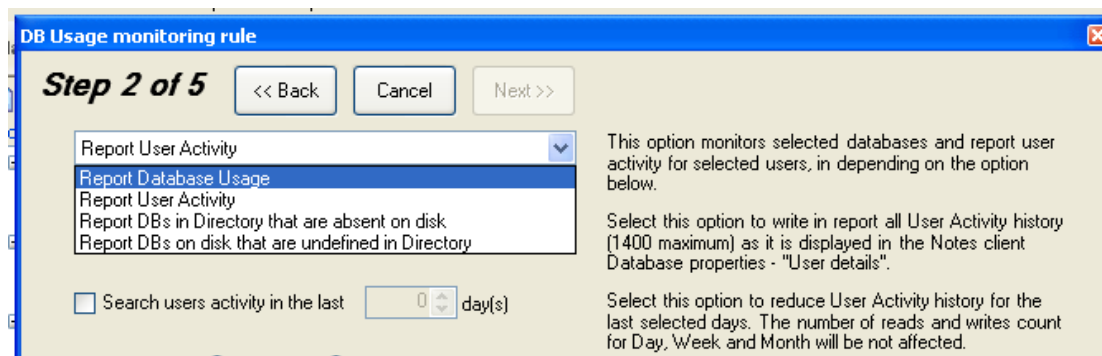 DB Usage monitoring rule
Step 2 of 5
<< Back
Cancel
Next >>
Report User Activity
Report Database Usage
Report User Activity
Report DBs in Directory that are absent on disk
Report DBs on disk that are undefined in Directory
Search users activity in the last 0 day(s)
This option monitors selected databases and report user
activity for selected users, in depending on the option
below.
Select this option to write in report all User Activity history
(1400 maximum) as it is displayed in the Notes client
Database properties - "User details".
Select this option to reduce User Activity history for the
last selected days. The number of reads and writes count
for Day, Week and Month will be not affected.